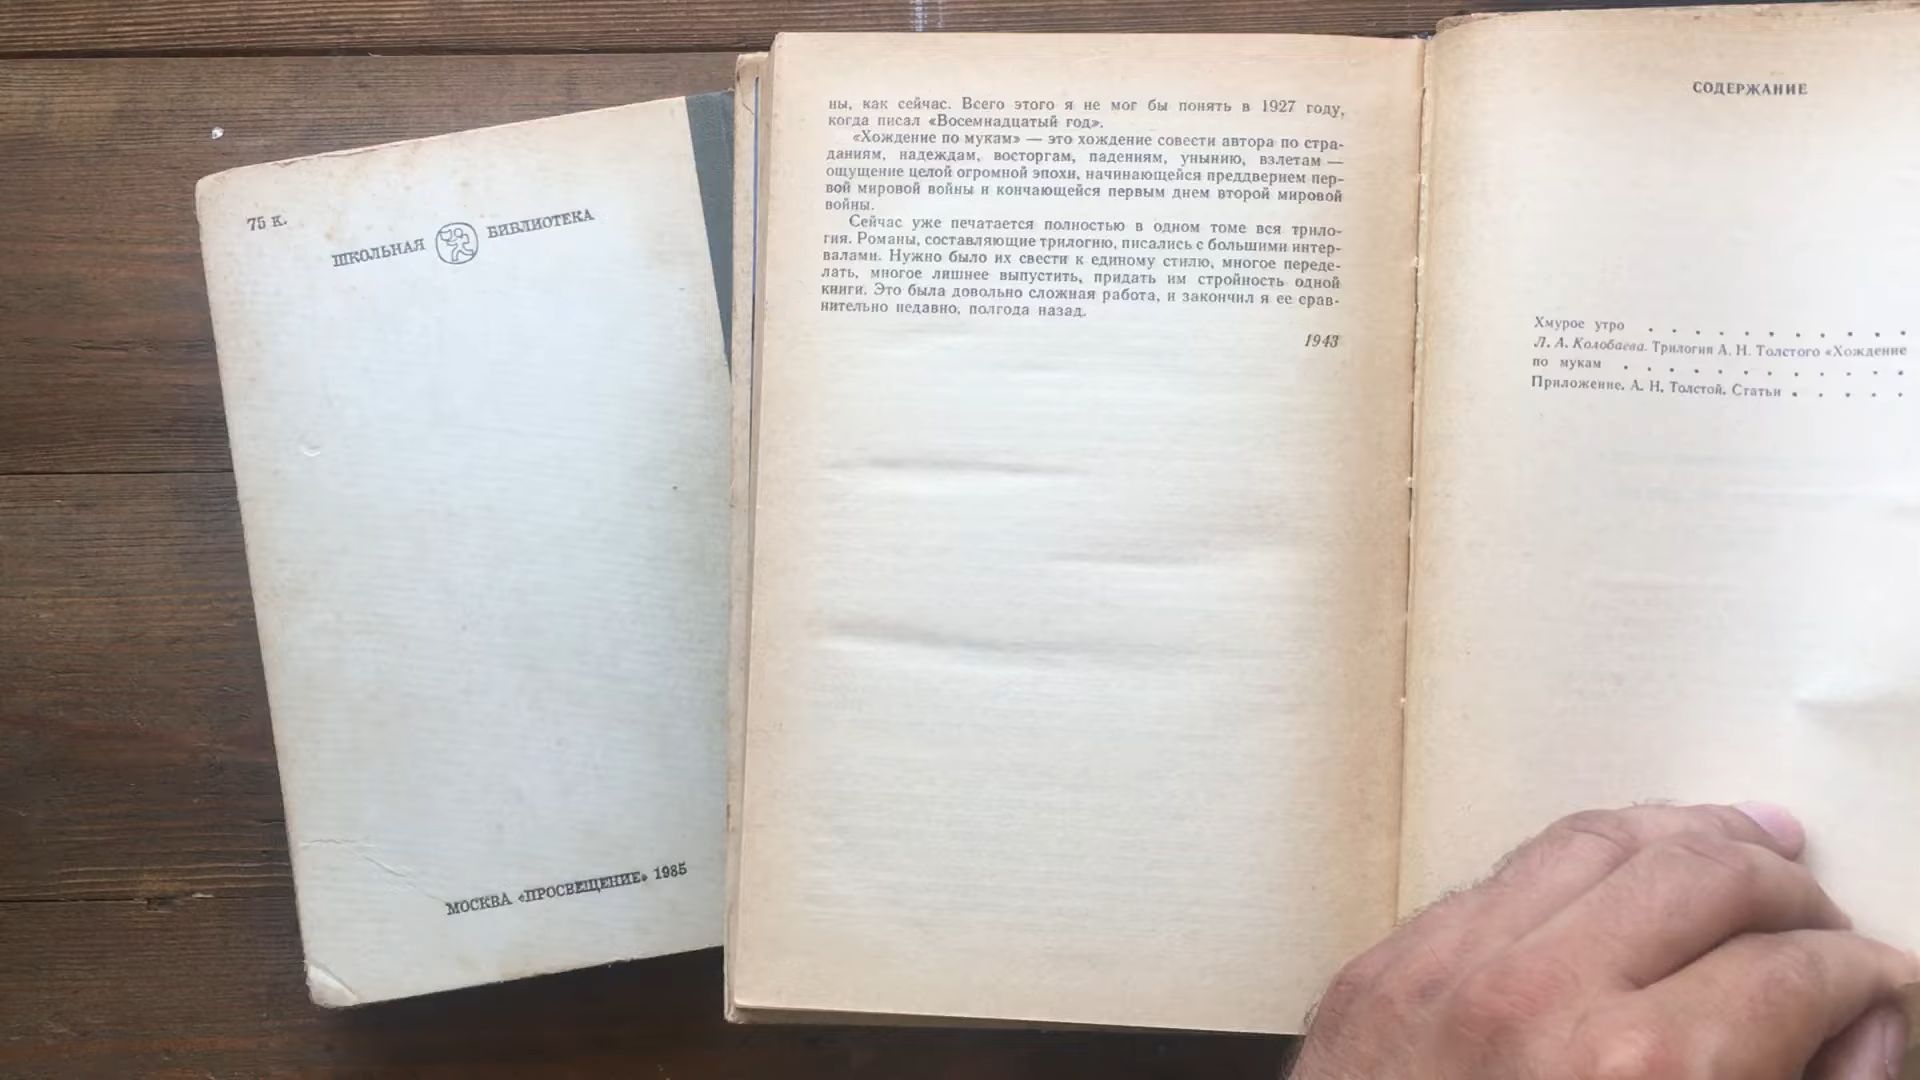 75 к.
ШКОЛЬНАЯ БИБЛИОТЕКА
МОСКВА «ПРОСВЕЩЕНИЕ» 1985
ны, как сейчас. Всего этого я не мог бы понять в 1927 году,
когда писал «Восемнадцатый год».
«Хождение по мукам» — это хождение совести автора по стра-
даниям, надеждам, восторгам, падениям, унынию, взлетам —
ощущение целой огромной эпохи, начинающейся преддверием пер-
вой мировой войны и кончающейся первым днем второй мировой
войны.
Сейчас уже печатается полностью в одном томе вся трило-
гия. Романы, составляющие трилогию, писались с большими интер-
валами. Нужно было их свести к единому стилю, многое переде-
лать, многое лишнее выпустить, придать им стройность одной
книги. Это была довольно сложная работа, и закончил я ее срав-
нительно недавно, полгода назад.
1943
СОДЕРЖАНИЕ
Хмурое утро . . . . . . . . . . .
Л. А. Колобаева. Трилогия А. Н. Толстого «Хождение
по мукам . . . . . . . . . . . .
Приложение. А. Н. Толстой. Статьи . . . . .